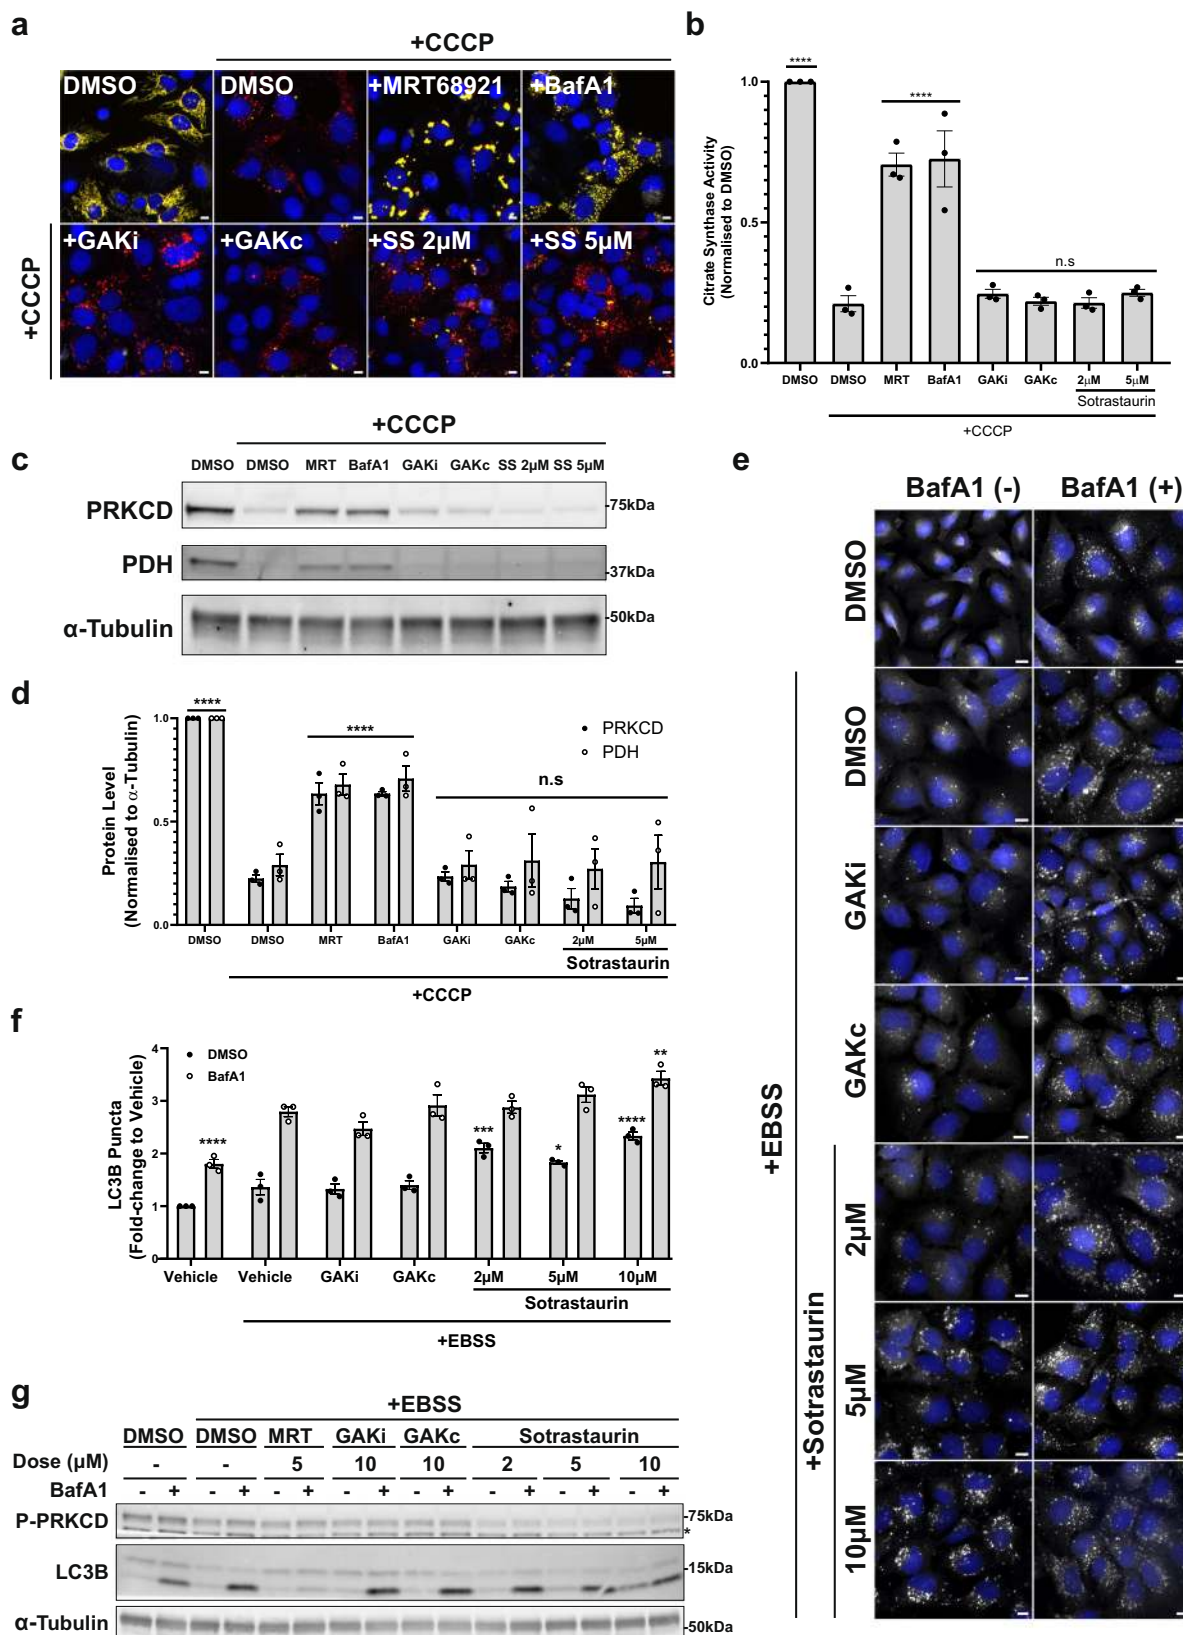 a
+CCCP
DMSO
DMSO
+MRT68921
+BafA1
+CCCP
+GAKi
+GAKc
+SS 2µM
+SS 5µM
b
Citrate Synthase Activity
(Normalised to DMSO)
1.0
0.5
0.0
****
****
n.s
DMSO DMSO MRT BafA1 GAKi GAKc 2µM 5µM
Sotrastaurin
+CCCP
c
+CCCP
DMSO DMSO MRT BafA1 GAKi GAKc SS 2µM SS 5µM
PRKCD
-75kDa
PDH
-37kDa
α-Tubulin
-50kDa
d
Protein Level
(Normalised to α-Tubulin)
1.0
0.5
0.0
****
****
n.s
PRKCD
PDH
DMSO DMSO MRT BafA1 GAKi GAKc 2µM 5µM
Sotrastaurin
+CCCP
e
BafA1 (-) BafA1 (+)
DMSO
+EBSS
DMSO
GAKi
GAKc
+Sotrastaurin
2µM
5µM
10µM
f
LC3B Puncta
(Fold-change to Vehicle)
4
3
2
1
0
DMSO
BafA1
****
***
*
****
**
Vehicle Vehicle GAKi GAKc 2µM 5µM 10µM
Sotrastaurin
+EBSS
g
+EBSS
DMSO DMSO MRT GAKi GAKc Sotrastaurin
Dose (µM) - - 5 10 10 2 5 10
BafA1 - + - + - + - + - + - + - + - +
P-PRKCD
-75kDa
*
LC3B
-15kDa
α-Tubulin
-50kDa